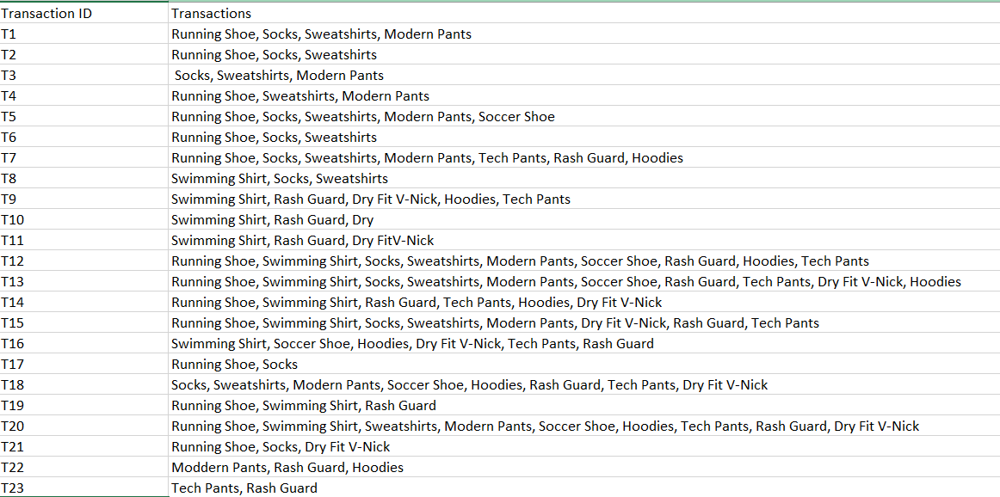 Transaction ID Transactions
T1 Running Shoe, Socks, Sweatshirts, Modern Pants
T2 Running Shoe, Socks, Sweatshirts
T3 Socks, Sweatshirts, Modern Pants
T4 Running Shoe, Sweatshirts, Modern Pants
T5 Running Shoe, Socks, Sweatshirts, Modern Pants, Soccer Shoe
T6 Running Shoe, Socks, Sweatshirts
T7 Running Shoe, Socks, Sweatshirts, Modern Pants, Tech Pants, Rash Guard, Hoodies
T8 Swimming Shirt, Socks, Sweatshirts
T9 Swimming Shirt, Rash Guard, Dry Fit V-Nick, Hoodies, Tech Pants
T10 Swimming Shirt, Rash Guard, Dry
T11 Swimming Shirt, Rash Guard, Dry FitV-Nick
T12 Running Shoe, Swimming Shirt, Socks, Sweatshirts, Modern Pants, Soccer Shoe, Rash Guard, Hoodies, Tech Pants
T13 Running Shoe, Swimming Shirt, Socks, Sweatshirts, Modern Pants, Soccer Shoe, Rash Guard, Tech Pants, Dry Fit V-Nick, Hoodies
T14 Running Shoe, Swimming Shirt, Rash Guard, Tech Pants, Hoodies, Dry Fit V-Nick
T15 Running Shoe, Swimming Shirt, Socks, Sweatshirts, Modern Pants, Dry Fit V-Nick, Rash Guard, Tech Pants
T16 Swimming Shirt, Soccer Shoe, Hoodies, Dry Fit V-Nick, Tech Pants, Rash Guard
T17 Running Shoe, Socks
T18 Socks, Sweatshirts, Modern Pants, Soccer Shoe, Hoodies, Rash Guard, Tech Pants, Dry Fit V-Nick
T19 Running Shoe, Swimming Shirt, Rash Guard
T20 Running Shoe, Swimming Shirt, Sweatshirts, Modern Pants, Soccer Shoe, Hoodies, Tech Pants, Rash Guard, Dry Fit V-Nick
T21 Running Shoe, Socks, Dry Fit V-Nick
T22 Moddern Pants, Rash Guard, Hoodies
T23 Tech Pants, Rash Guard